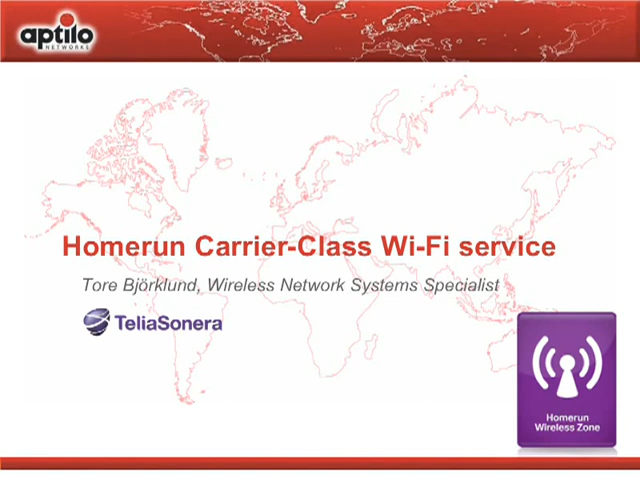 aptilo
NETWORKS
Homerun Carrier-Class Wi-Fi service
Tore Björklund, Wireless Network Systems Specialist
TeliaSonera
Homerun
Wireless Zone